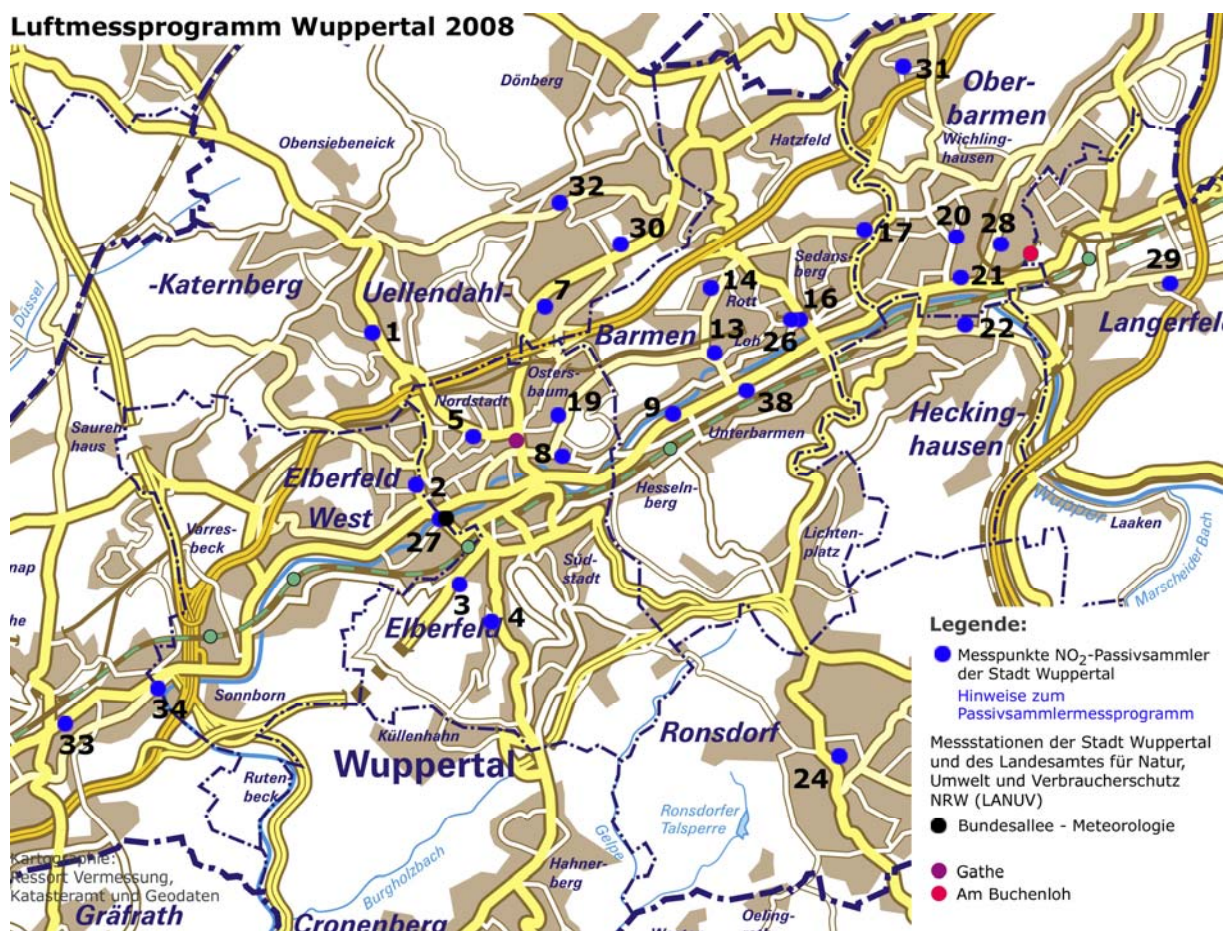 Luftmessprogramm Wuppertal 2008
31
Ober-
barmen
Dönberg
Hatzfeld
Wichling-
hausen
Obensiebeneick
32
30
20
28
17
29
-Katernberg
Sedans-
berg
Düssel
Uellendahl-
14
21
7
Rott
16
1
Barmen
13
Loh
26
22
Langerfeld
Osters-
baum
Nordstadt
19
9
38
Hecking-
hausen
5
Sauren-
haus
Unterbarmen
8
Elberfeld
West
2
Hesseln-
berg
Wupper
Laaken
Varres-
beck
27
Lichten-
platz
Marscheider Bach
Süd-
stadt
3
4
Elberfeld
Sonnborn
34
33
Küllenhahn
Ronsdorf
Wuppertal
24
Ruten-
beck
Ronsdorfer
Talsperre
Gelpe
Burgholzbach
Hahner-
berg
Kartographie:
Ressort Vermessung,
Katasteramt und Geodaten
Gräfrath
Cronenberg
Oeling-
Legende:
Messpunkte NO₂-Passivsammler
der Stadt Wuppertal
Hinweise zum
Passivsammlermessprogramm
Messstationen der Stadt Wuppertal
und des Landesamtes für Natur,
Umwelt und Verbraucherschutz
NRW (LANUV)
Bundesallee - Meteorologie
Gathe
Am Buchenloh